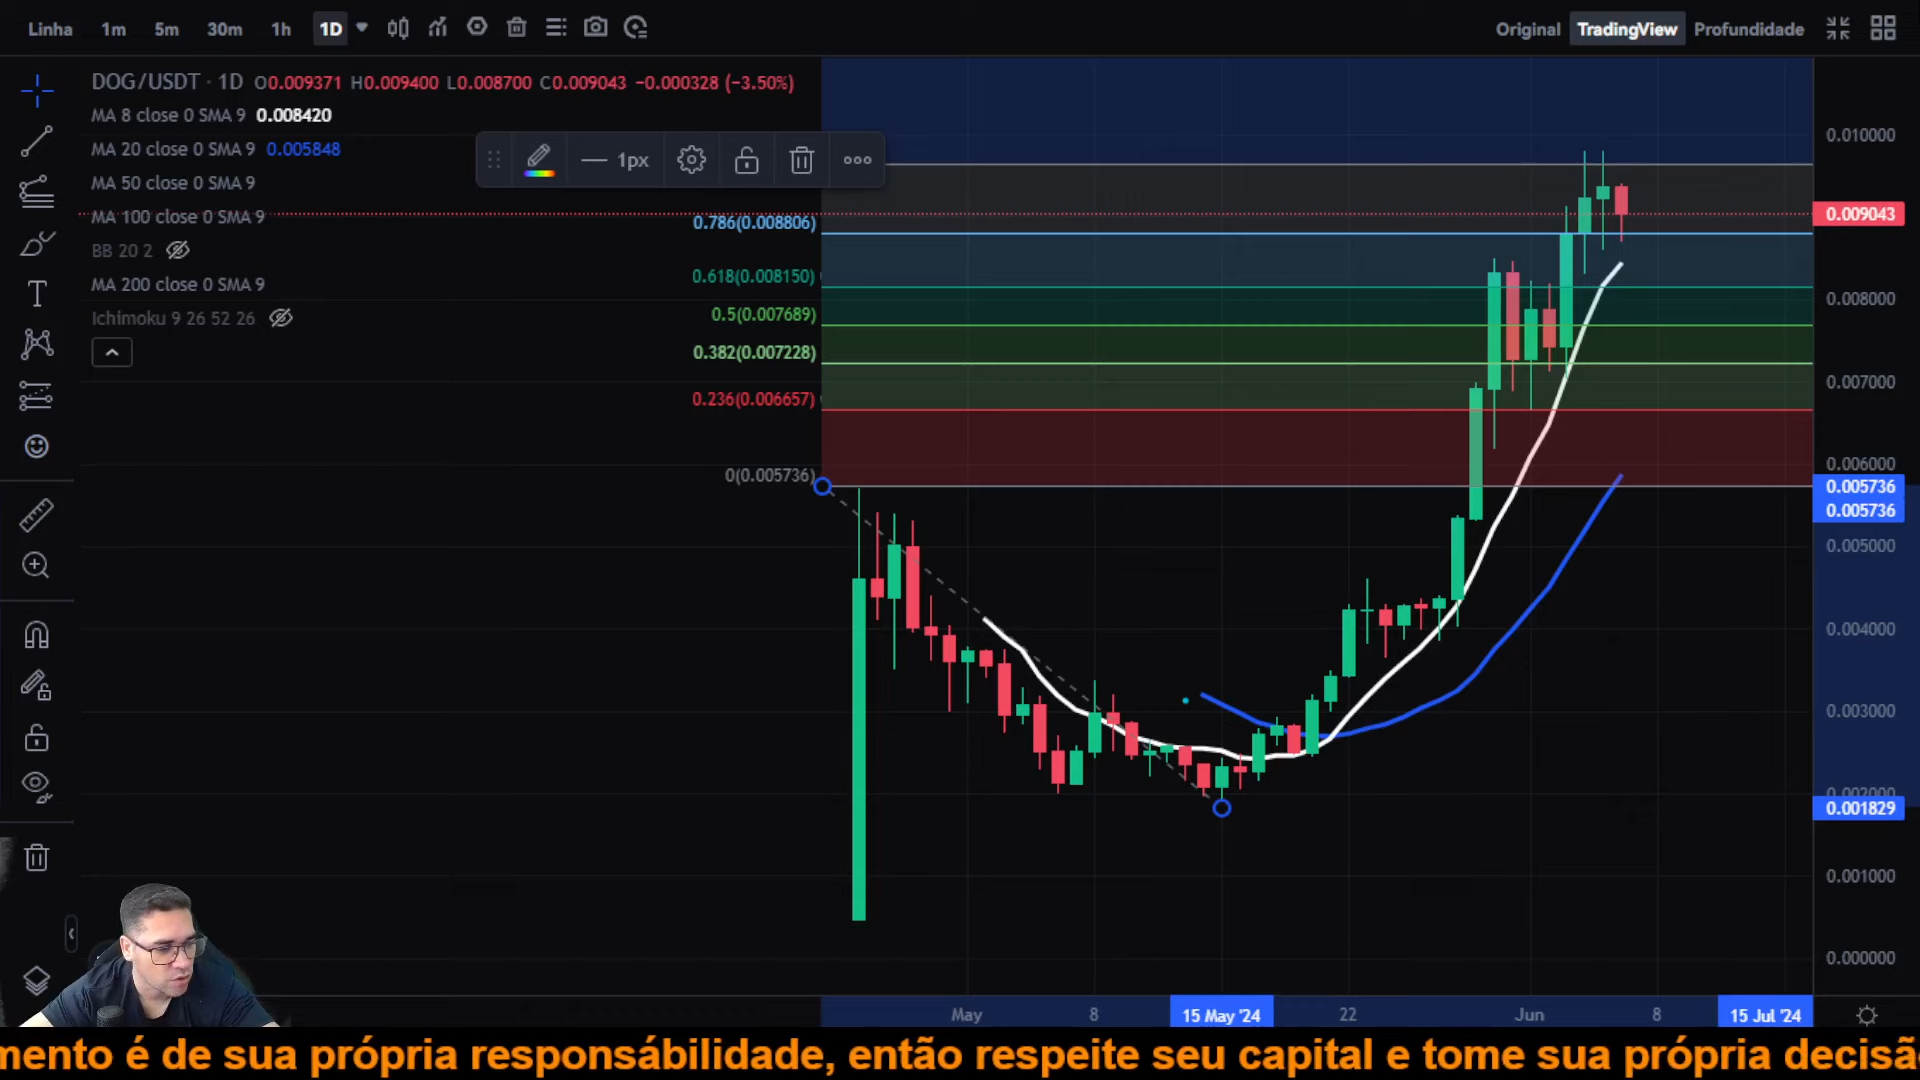 Linha 1m 5m 30m 1h 1D Original TradingView Profundidade
DOG/USDT · 1D O0.009371 H0.009400 L0.008700 C0.009043 −0.000328 (−3.50%)
MA 8 close 0 SMA 9 0.008420
MA 20 close 0 SMA 9 0.005848
MA 50 close 0 SMA 9
MA 100 close 0 SMA 9
BB 20 2
MA 200 close 0 SMA 9
Ichimoku 9 26 52 26
1px
0.786(0.008806)
0.618(0.008150)
0.5(0.007689)
0.382(0.007228)
0.236(0.006657)
0(0.005736)
0.010000
0.009043
0.008000
0.007000
0.006000
0.005736
0.005736
0.005000
0.004000
0.003000
0.002000
0.001829
0.001000
0.000000
May 8 15 May '24 22 Jun 8 15 Jul '24
mento é de sua própria responsábilidade, então respeite seu capital e tome sua própria decisã